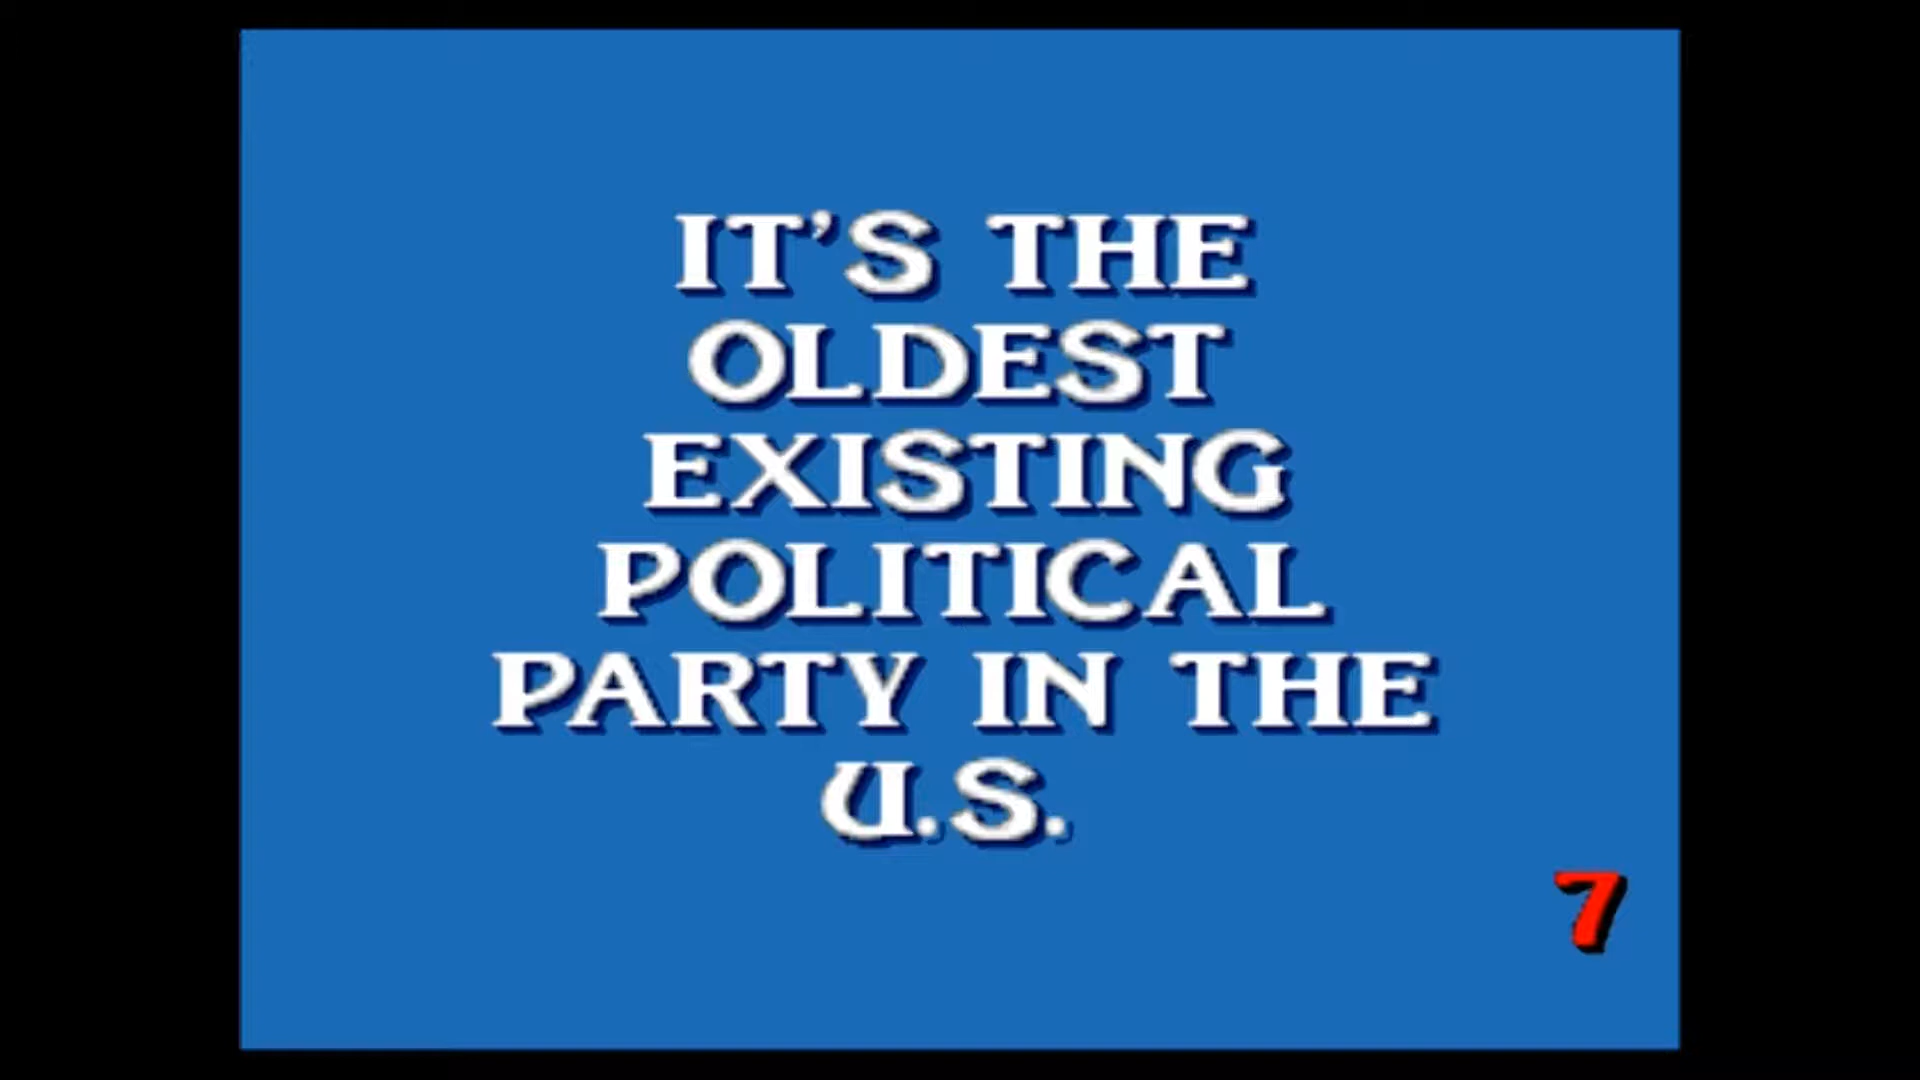 IT'S THE
OLDEST
EXISTING
POLITICAL
PARTY IN THE
U.S.
7